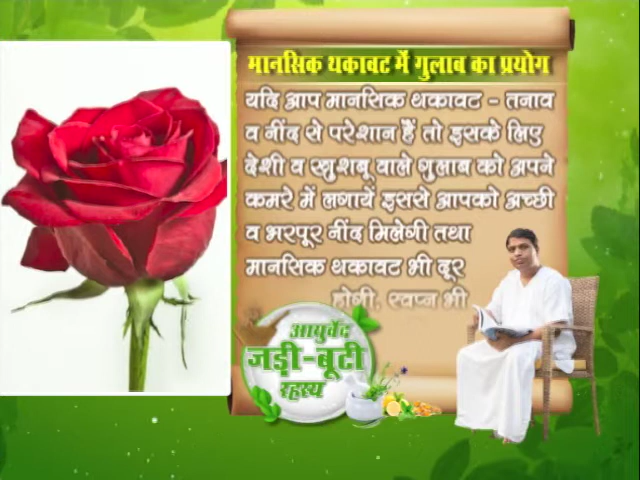 मानसिक थकावट में गुलाब का प्रयोग
यदि आप मानसिक थकावट - तनाव
व नींद से परेशान हैं तो इसके लिए
देशी व खुशबू वाले गुलाब को अपने
कमरे में लगायें इससे आपको अच्छी
व भरपूर नींद मिलेगी तथा
मानसिक थकावट भी दूर
होगी, स्वप्न भी
आयुर्वेद
जड़ी-बूटी
रहस्य